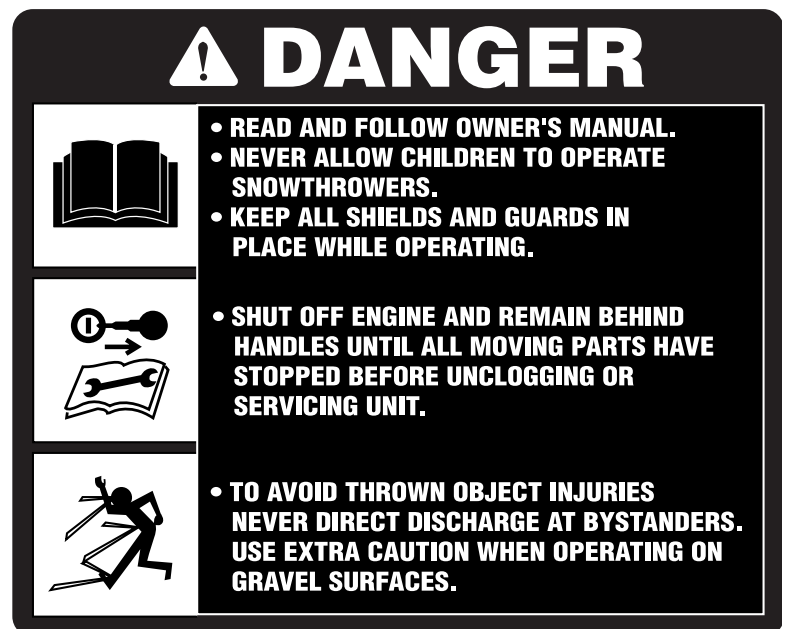 DANGER
• READ AND FOLLOW OWNER'S MANUAL.
• NEVER ALLOW CHILDREN TO OPERATE
SNOWTHROWERS.
• KEEP ALL SHIELDS AND GUARDS IN
PLACE WHILE OPERATING.
• SHUT OFF ENGINE AND REMAIN BEHIND
HANDLES UNTIL ALL MOVING PARTS HAVE
STOPPED BEFORE UNCLOGGING OR
SERVICING UNIT.
• TO AVOID THROWN OBJECT INJURIES
NEVER DIRECT DISCHARGE AT BYSTANDERS.
USE EXTRA CAUTION WHEN OPERATING ON
GRAVEL SURFACES.